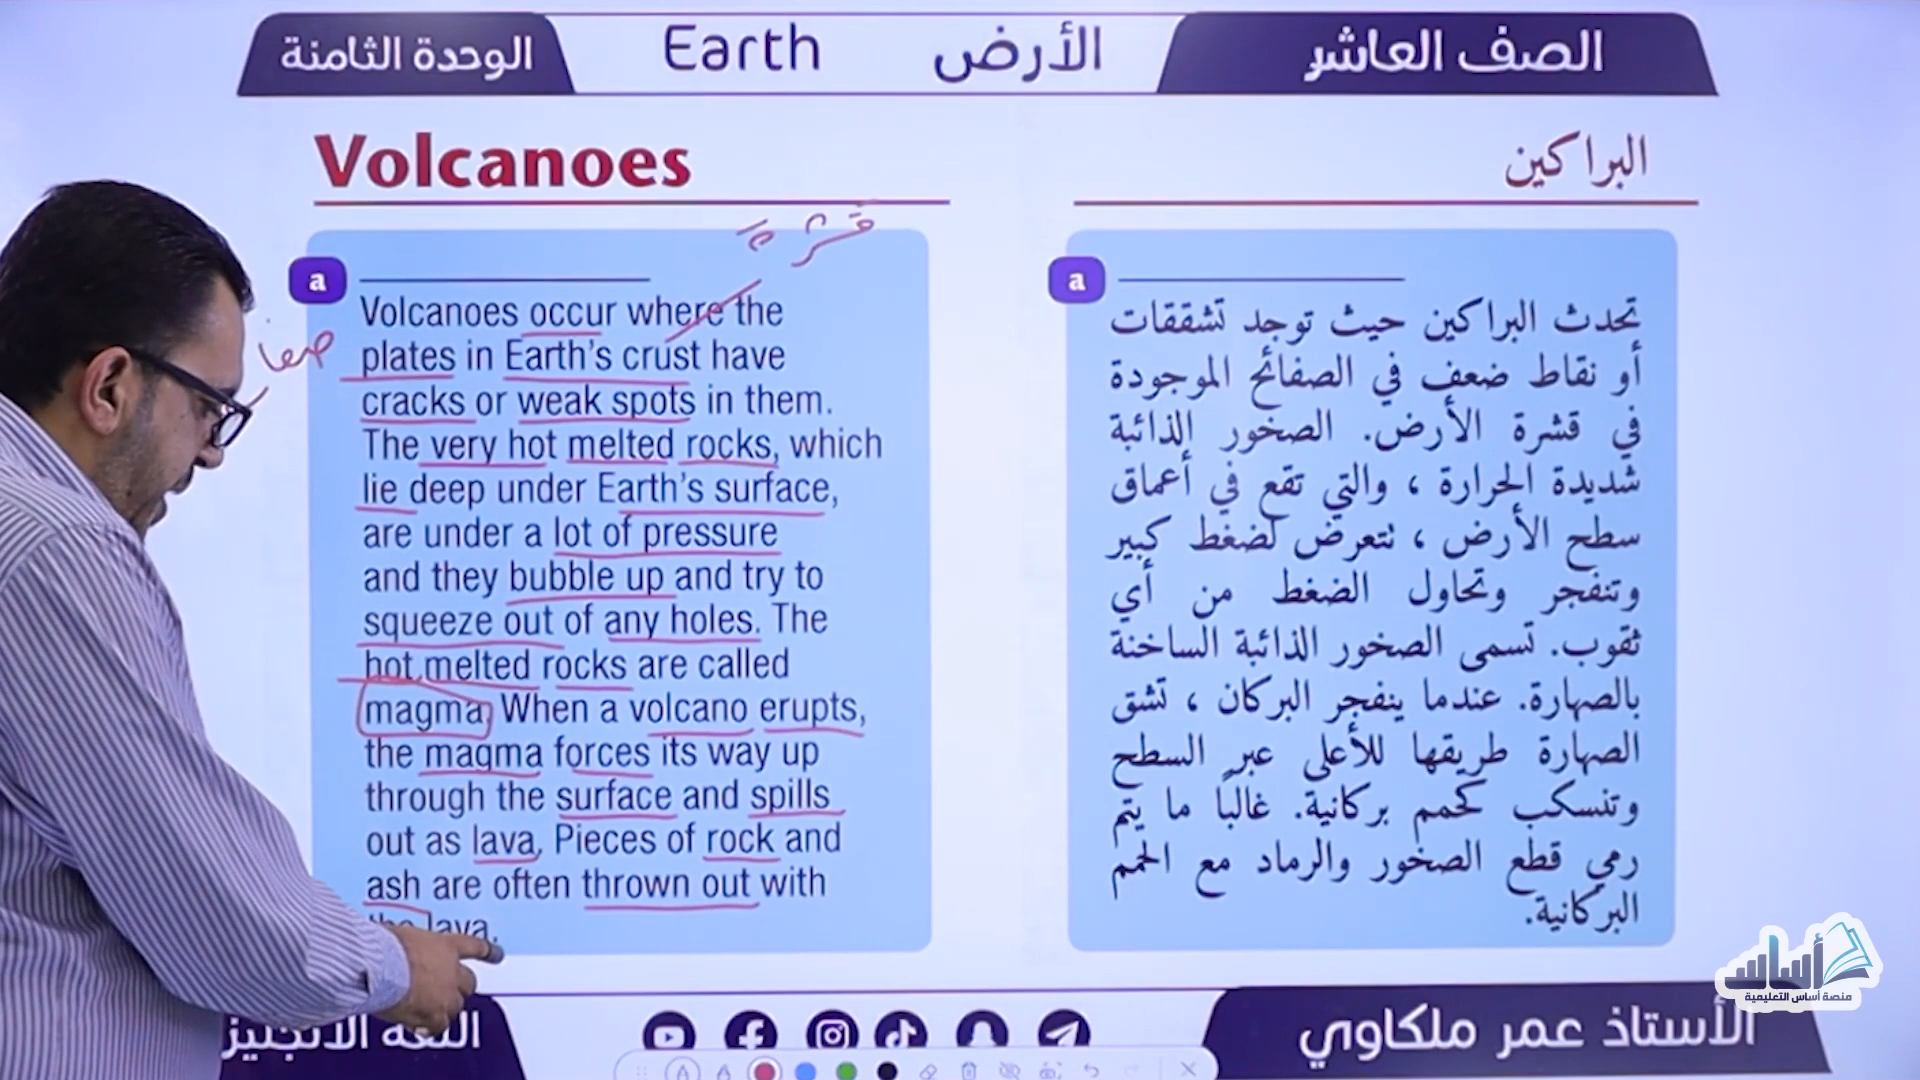 الصف العاشر
الأرض
Earth
الوحدة الثامنة
Volcanoes
البراكين
قشرة
a
Volcanoes occur where the
plates in Earth's crust have
cracks or weak spots in them.
The very hot melted rocks, which
lie deep under Earth's surface,
are under a lot of pressure
and they bubble up and try to
squeeze out of any holes. The
hot melted rocks are called
magma. When a volcano erupts,
the magma forces its way up
through the surface and spills
out as lava. Pieces of rock and
ash are often thrown out with
the lava.
a
تحدث البراكين حيث توجد تشققات
أو نقاط ضعف في الصفائح الموجودة
في قشرة الأرض. الصخور الذائبة
شديدة الحرارة ، والتي تقع في أعماق
سطح الأرض ، تتعرض لضغط كبير
وتنفجر وتحاول الضغط من أي
ثقوب. تسمى الصخور الذائبة الساخنة
بالصهارة. عندما ينفجر البركان ، تشق
الصهارة طريقها للأعلى عبر السطح
وتنسكب كحمم بركانية. غالبًا ما يتم
رمي قطع الصخور والرماد مع الحمم
البركانية.
أساس
منصة أساس التعليمية
الأستاذ عمر ملكاوي